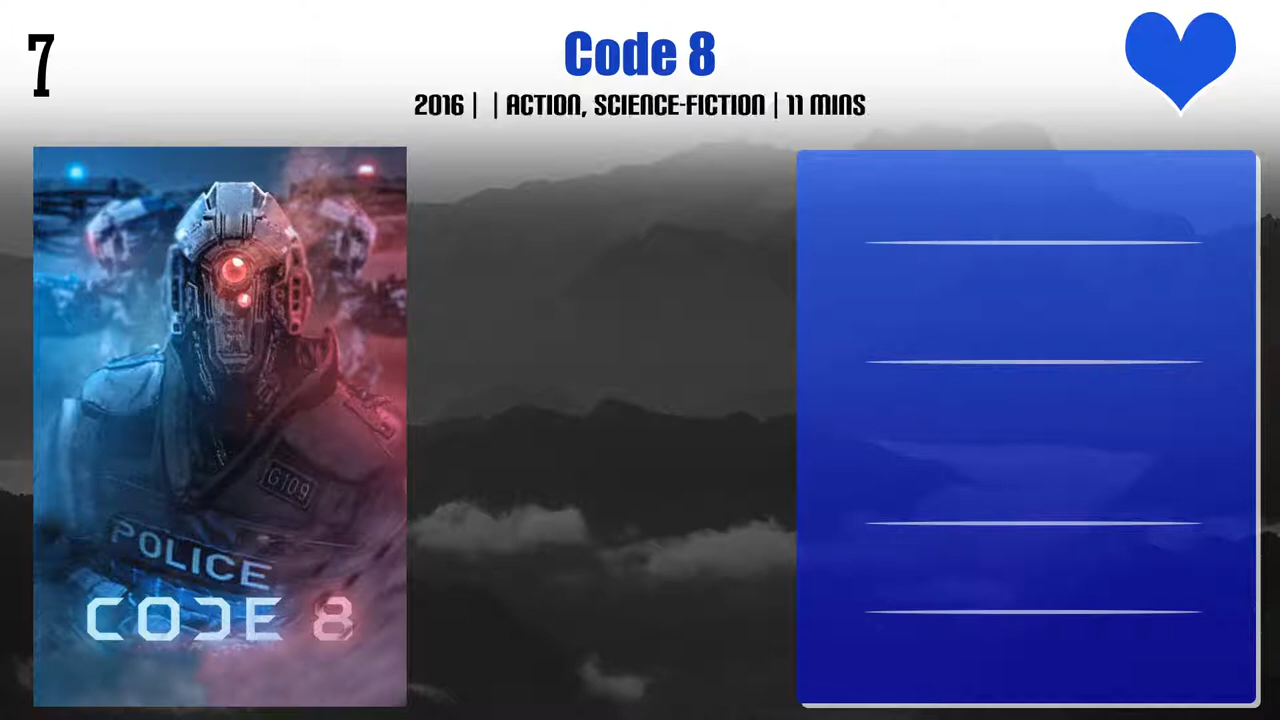 7
Code 8
2016 | | ACTION, SCIENCE-FICTION | 11 MINS
G109
POLICE
CODE 8